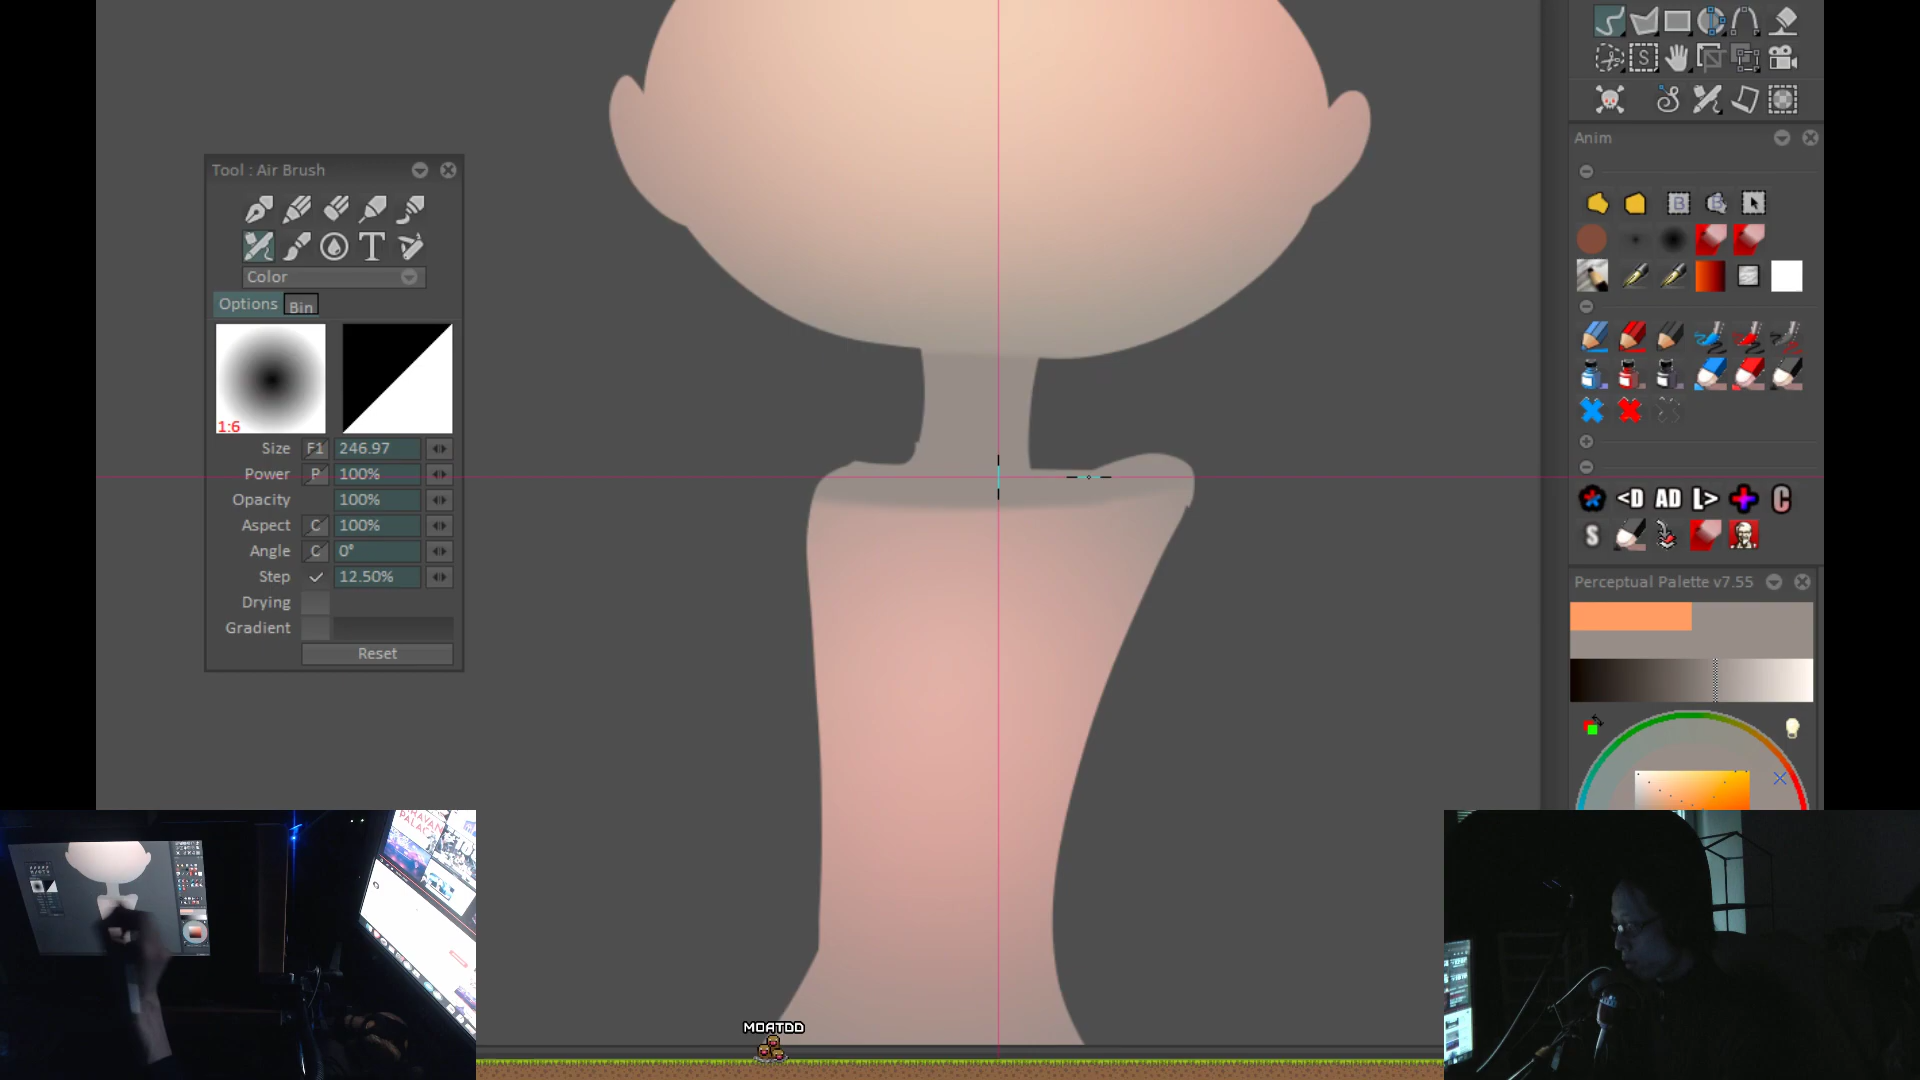 Tool : Air Brush
Color
Options Bin
1:6
Size F1 246.97
Power P 100%
Opacity 100%
Aspect C 100%
Angle C 0°
Step 12.50%
Drying
Gradient
Reset
S
Anim
B B
<D AD L> C
S
Perceptual Palette v7.55
PALACE
MOATDD